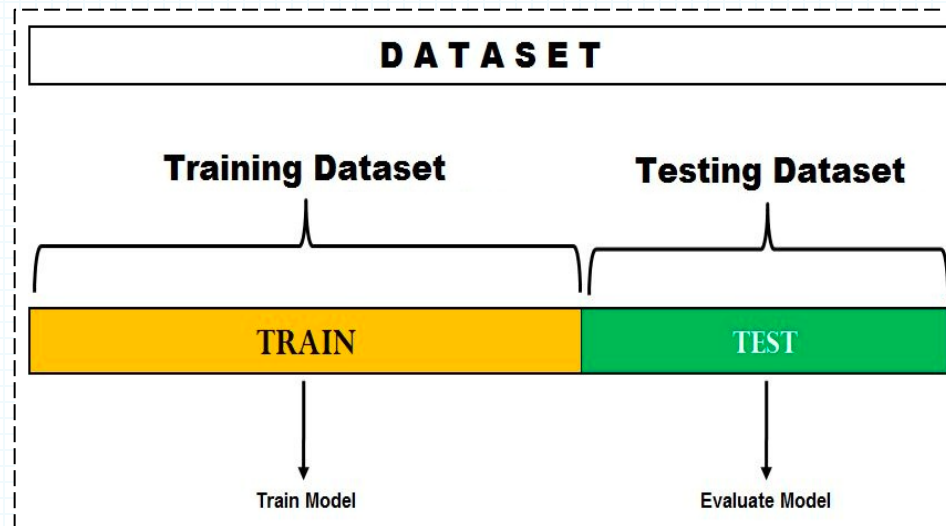 DATASET
Training Dataset
Testing Dataset
TRAIN
TEST
Train Model
Evaluate Model